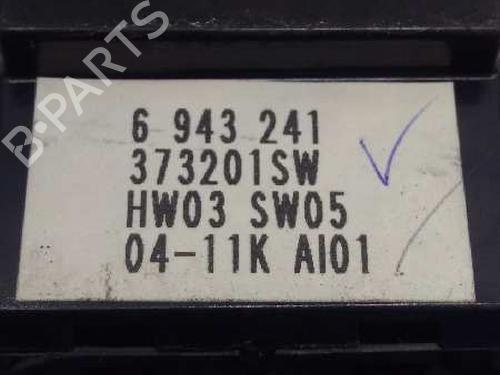 B-PARTS
6 943 241
373201SW
HW03 SW05
04-11K AI01